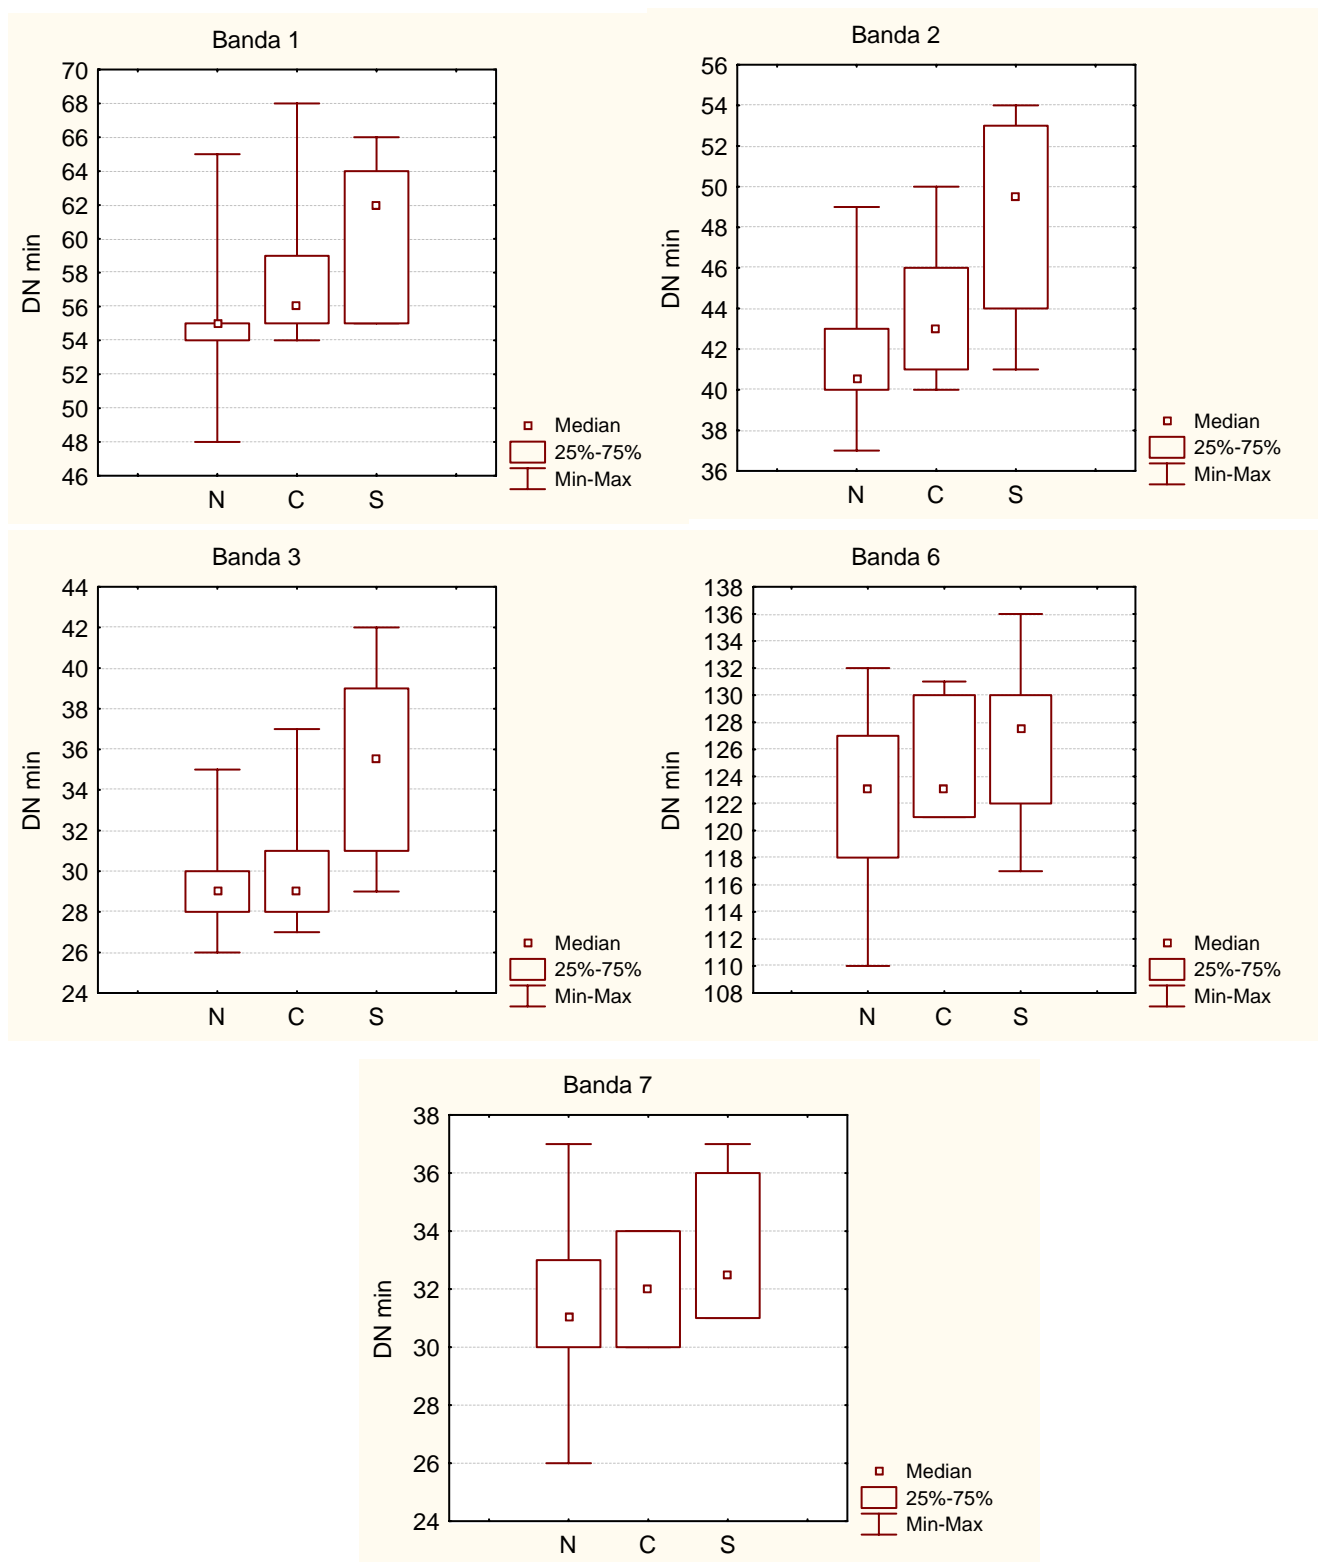 Banda 1
70
68
66
64
62
60
58
56
54
52
50
48
46
DN min
N C S
Median
25%-75%
Min-Max
Banda 2
56
54
52
50
48
46
44
42
40
38
36
DN min
N C S
Median
25%-75%
Min-Max
Banda 3
44
42
40
38
36
34
32
30
28
26
24
DN min
N C S
Median
25%-75%
Min-Max
Banda 6
138
136
134
132
130
128
126
124
122
120
118
116
114
112
110
108
DN min
N C S
Median
25%-75%
Min-Max
Banda 7
38
36
34
32
30
28
26
24
DN min
N C S
Median
25%-75%
Min-Max